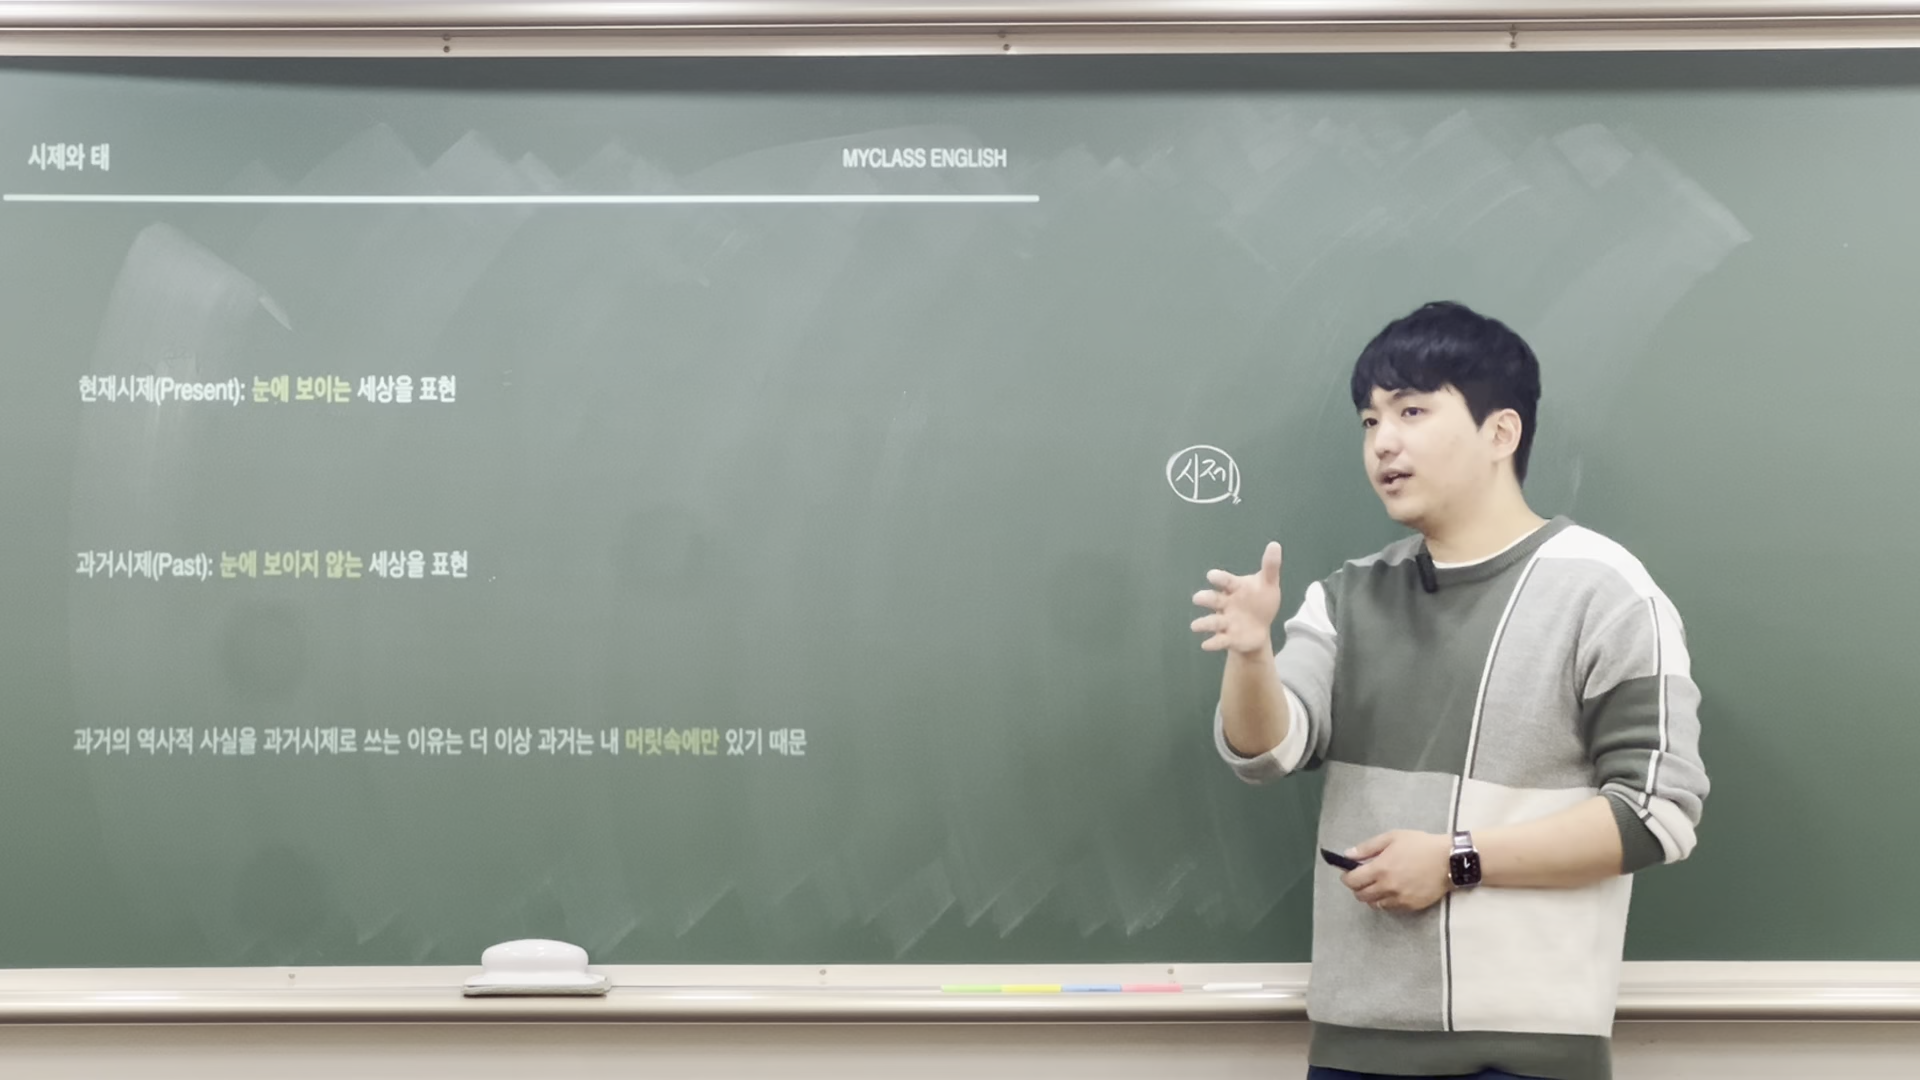 시제와 태
MYCLASS ENGLISH
현재시제(Present): 눈에 보이는 세상을 표현
시제
과거시제(Past): 눈에 보이지 않는 세상을 표현
과거의 역사적 사실을 과거시제로 쓰는 이유는 더 이상 과거는 내 머릿속에만 있기 때문